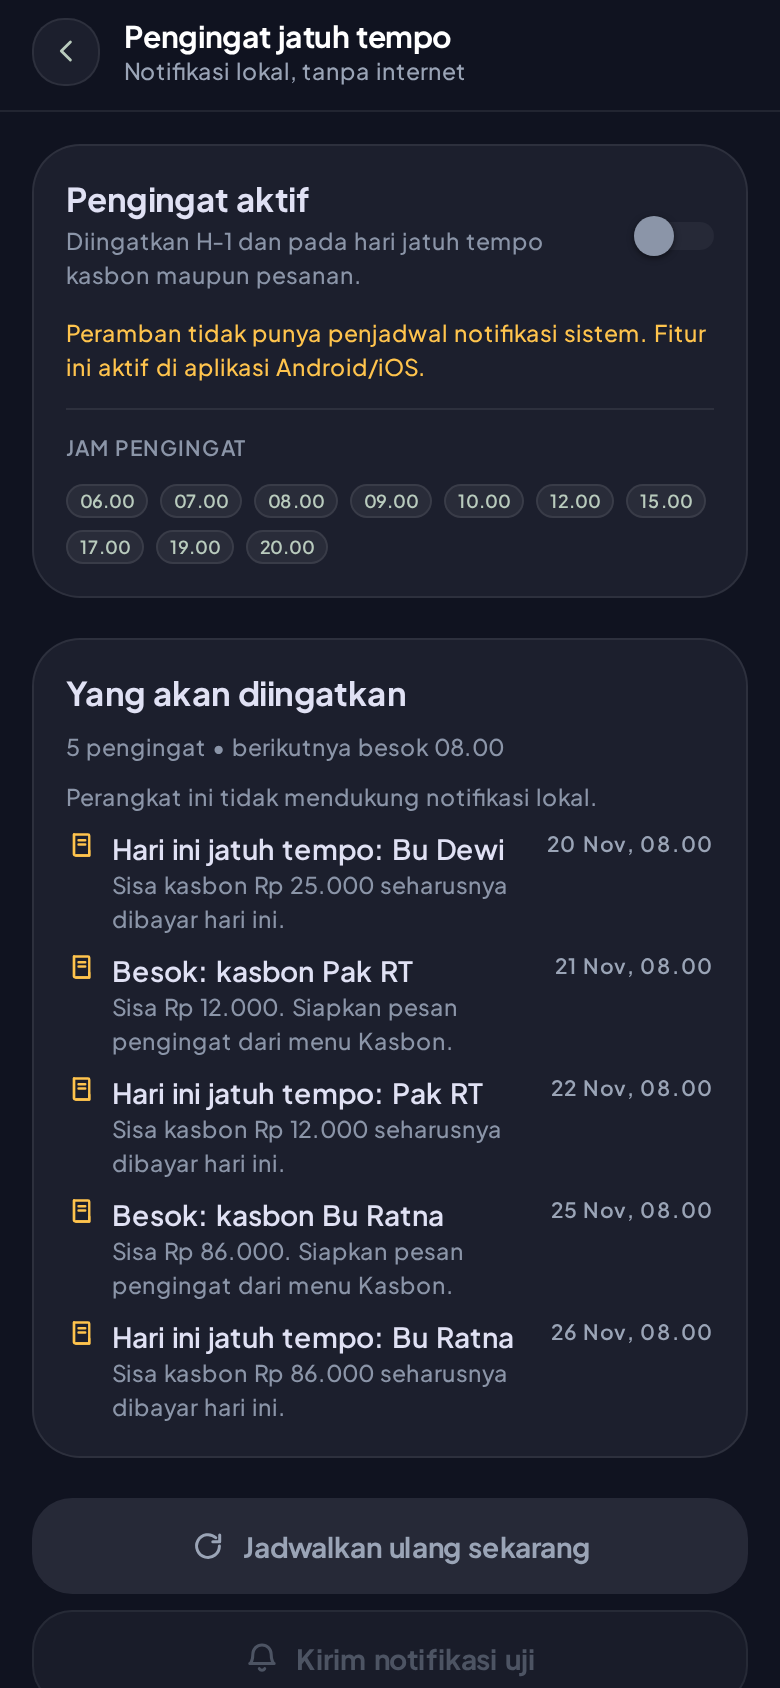 Pengingat jatuh tempo
Notifikasi lokal, tanpa internet
Pengingat aktif
Diingatkan H-1 dan pada hari jatuh tempo
kasbon maupun pesanan.
Peramban tidak punya penjadwal notifikasi sistem. Fitur
ini aktif di aplikasi Android/iOS.
JAM PENGINGAT
06.00 07.00 08.00 09.00 10.00 12.00 15.00
17.00 19.00 20.00
Yang akan diingatkan
5 pengingat • berikutnya besok 08.00
Perangkat ini tidak mendukung notifikasi lokal.
Hari ini jatuh tempo: Bu Dewi 20 Nov, 08.00
Sisa kasbon Rp 25.000 seharusnya
dibayar hari ini.
Besok: kasbon Pak RT 21 Nov, 08.00
Sisa Rp 12.000. Siapkan pesan
pengingat dari menu Kasbon.
Hari ini jatuh tempo: Pak RT 22 Nov, 08.00
Sisa kasbon Rp 12.000 seharusnya
dibayar hari ini.
Besok: kasbon Bu Ratna 25 Nov, 08.00
Sisa Rp 86.000. Siapkan pesan
pengingat dari menu Kasbon.
Hari ini jatuh tempo: Bu Ratna 26 Nov, 08.00
Sisa kasbon Rp 86.000 seharusnya
dibayar hari ini.
Jadwalkan ulang sekarang
Kirim notifikasi uji